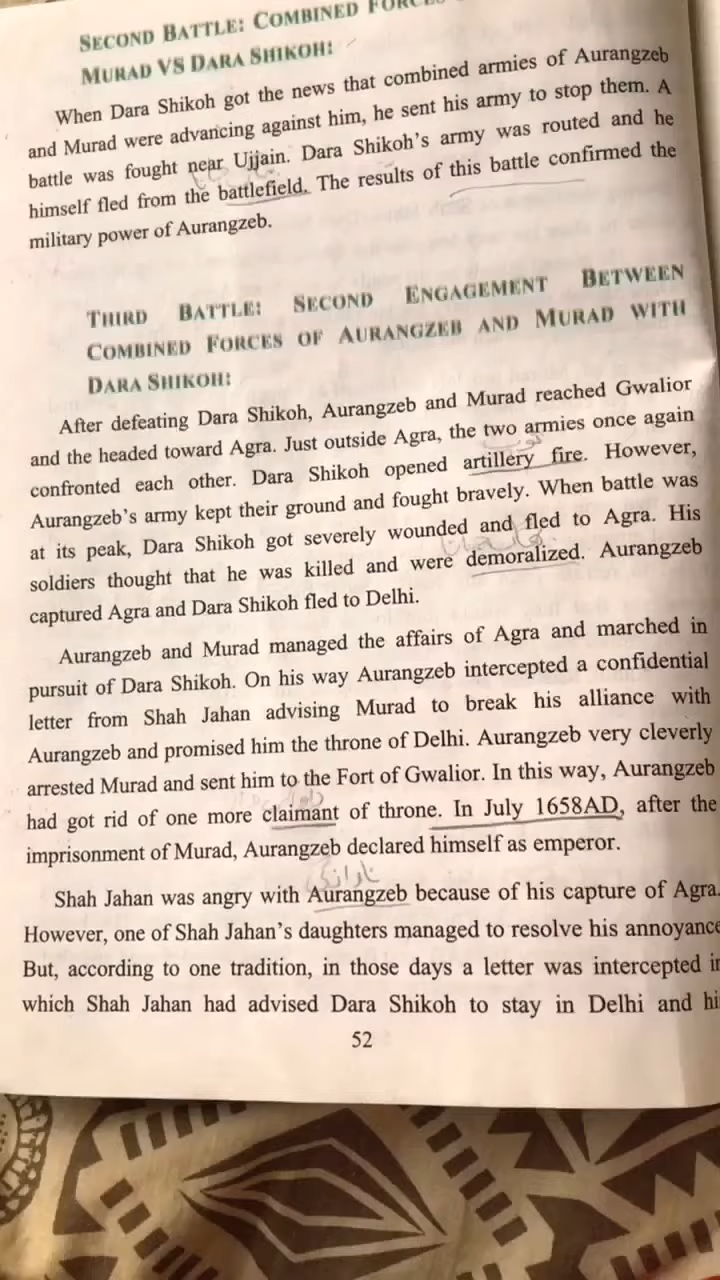 SECOND BATTLE: COMBINED FORCES
MURAD VS DARA SHIKOH:
When Dara Shikoh got the news that combined armies of Aurangzeb
and Murad were advancing against him, he sent his army to stop them. A
battle was fought near Ujjain. Dara Shikoh's army was routed and he
himself fled from the battlefield. The results of this battle confirmed the
military power of Aurangzeb.
THIRD BATTLE: SECOND ENGAGEMENT BETWEEN
COMBINED FORCES OF AURANGZEB AND MURAD WITH
DARA SHIKOH:
After defeating Dara Shikoh, Aurangzeb and Murad reached Gwalior
and the headed toward Agra. Just outside Agra, the two armies once again
توپ
confronted each other. Dara Shikoh opened artillery fire. However,
Aurangzeb's army kept their ground and fought bravely. When battle was
at its peak, Dara Shikoh got severely wounded and fled to Agra. His
soldiers thought that he was killed and were demoralized. Aurangzeb
captured Agra and Dara Shikoh fled to Delhi.
Aurangzeb and Murad managed the affairs of Agra and marched in
pursuit of Dara Shikoh. On his way Aurangzeb intercepted a confidential
letter from Shah Jahan advising Murad to break his alliance with
Aurangzeb and promised him the throne of Delhi. Aurangzeb very cleverly
arrested Murad and sent him to the Fort of Gwalior. In this way, Aurangzeb
had got rid of one more claimant of throne. In July 1658AD, after the
imprisonment of Murad, Aurangzeb declared himself as emperor.
Shah Jahan was angry with Aurangzeb because of his capture of Agra.
However, one of Shah Jahan's daughters managed to resolve his annoyance
But, according to one tradition, in those days a letter was intercepted in
which Shah Jahan had advised Dara Shikoh to stay in Delhi and hi
52